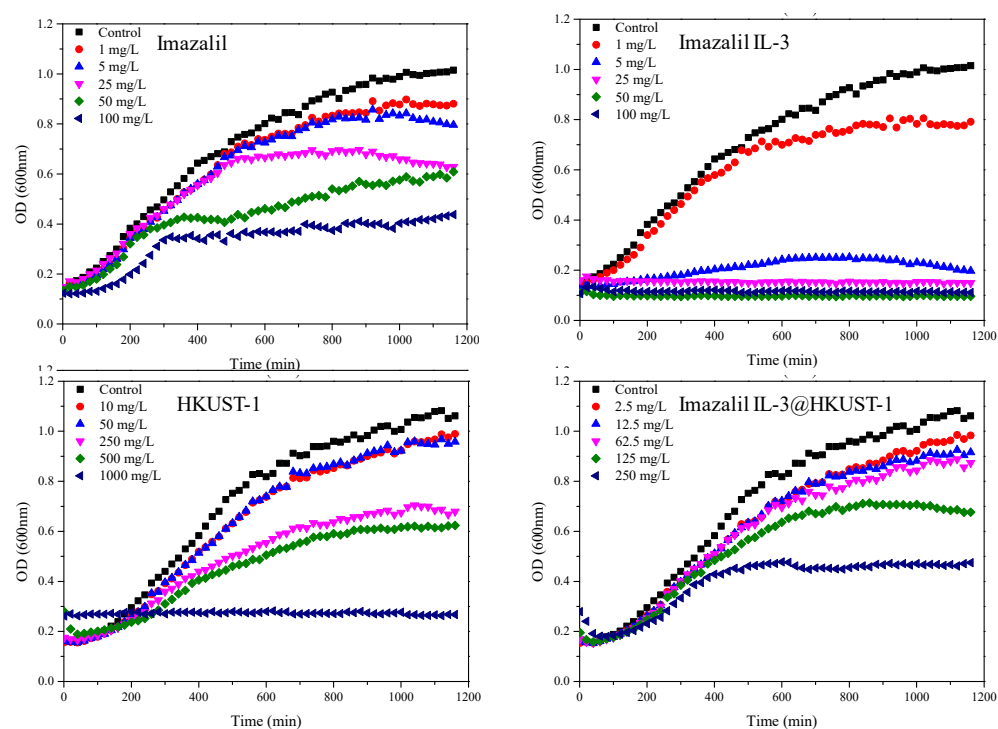 1.2
1.0
0.8
0.6
0.4
0.2
0.0
OD (600nm)
Control
1 mg/L
5 mg/L
25 mg/L
50 mg/L
100 mg/L
Imazalil
0 200 400 600 800 1000 1200
Time (min)
1.2
1.0
0.8
0.6
0.4
0.2
0.0
OD (600nm)
Control
1 mg/L
5 mg/L
25 mg/L
50 mg/L
100 mg/L
Imazalil IL-3
0 200 400 600 800 1000 1200
Time (min)
1.2
1.2
1.0
0.8
0.6
0.4
0.2
0.0
OD (600nm)
Control
10 mg/L
50 mg/L
250 mg/L
500 mg/L
1000 mg/L
HKUST-1
0 200 400 600 800 1000 1200
Time (min)
1.2
1.2
1.0
0.8
0.6
0.4
0.2
0.0
OD (600nm)
Control
2.5 mg/L
12.5 mg/L
62.5 mg/L
125 mg/L
250 mg/L
Imazalil IL-3@HKUST-1
0 200 400 600 800 1000 1200
Time (min)